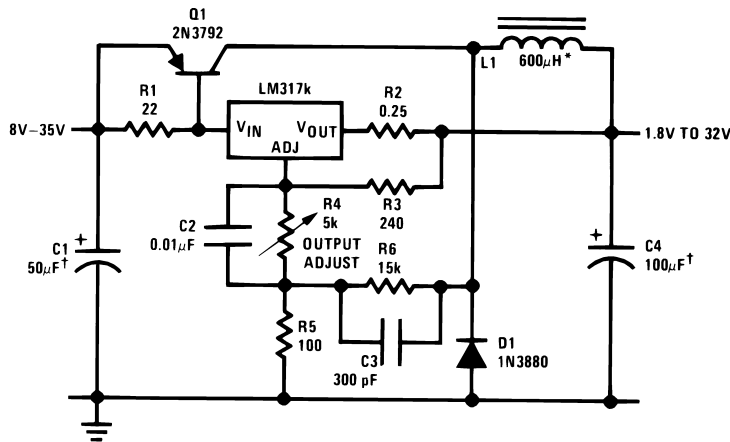 Q1
2N3792
L1
600μH*
R1
22
LM317k
R2
0.25
8V–35V
VIN
VOUT
ADJ
1.8V TO 32V
R3
240
R4
5k
OUTPUT
ADJUST
C2
0.01μF
R6
15k
+
C1
50μF†
+
C4
100μF†
R5
100
C3
300 pF
D1
1N3880